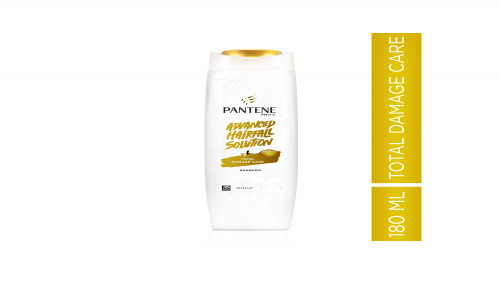 PANTENE
PRO-V
ADVANCED
HAIRFALL
SOLUTION
TOTAL
DAMAGE CARE
SHAMPOO
180 ML
TOTAL DAMAGE CARE